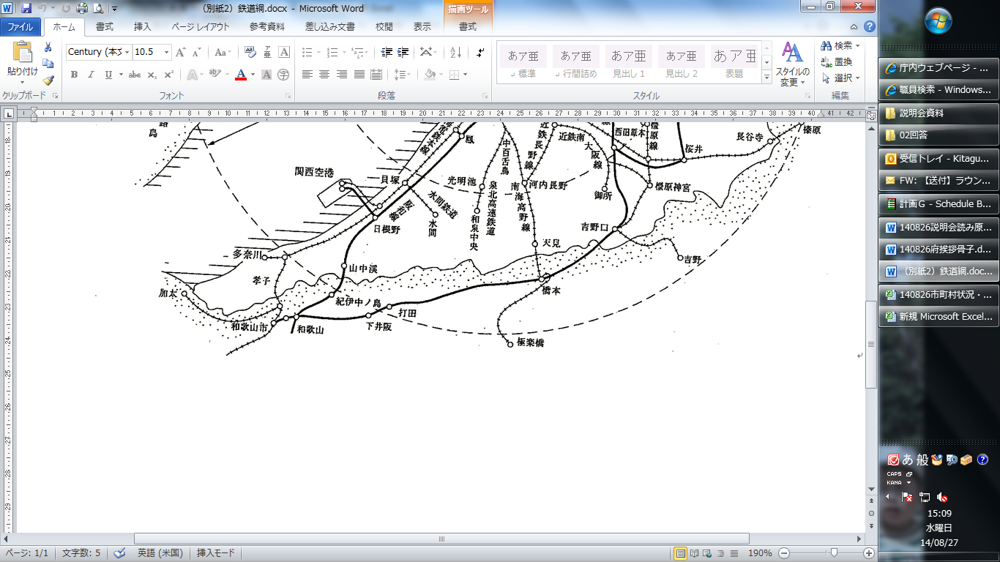 （別紙2）鉄道網.docx - Microsoft Word
描画ツール
ファイル
ホーム
書式
挿入
ページ レイアウト
参考資料
差し込み文書
校閲
表示
書式
貼り付け
クリップボード
Century (本文
10.5
フォント
段落
あア亜
標準
あア亜
行間詰め
あア亜
見出し 1
あア亜
見出し 2
あア亜
表題
スタイル
スタイルの
変更
検索
置換
選択
編集
鳳
中百舌鳥
近鉄長野線
近鉄南大阪線
西田原本
橿原線
桜井
長谷寺
榛原
関西空港
貝塚
光明池
泉北高速鉄道
南海高野線
河内長野
御所
橿原神宮
水間鉄道
水間
阪和線
日根野
和泉中央
天見
吉野口
吉野
多奈川
孝子
山中渓
加太
紀伊中ノ島
打田
橋本
和歌山市
和歌山
下井阪
極楽橋
ページ: 1/1
文字数: 5
英語 (米国)
挿入モード
190%
庁内ウェブページ - ...
職員検索 - Windows...
説明会資料
02回答
受信トレイ - Kitagu...
FW: 【送付】ラウン...
計画Ｇ - Schedule B...
140826説明会読み原...
140826府挨拶骨子.d...
（別紙2）鉄道網.doc...
140826市町村状況・...
新規 Microsoft Excel...
あ 般
CAPS
KANA
15:09
水曜日
14/08/27